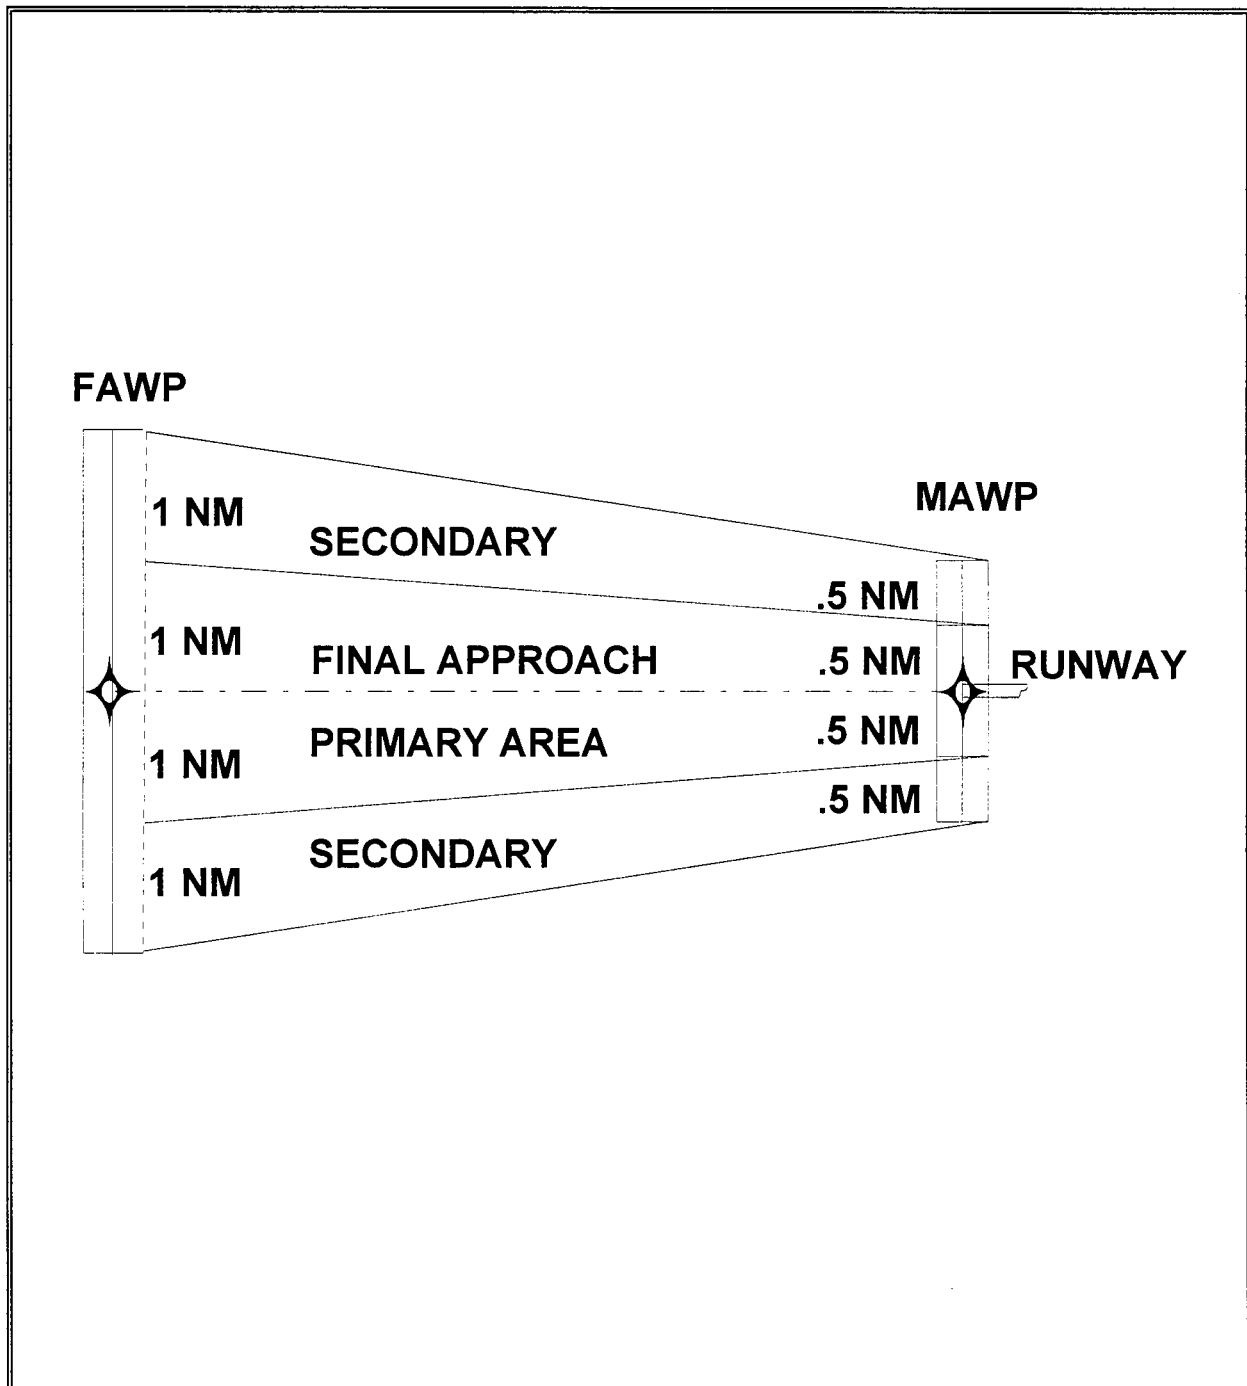 FAWP
MAWP
1 NM
SECONDARY
.5 NM
1 NM
FINAL APPROACH
.5 NM
RUNWAY
PRIMARY AREA
.5 NM
1 NM
.5 NM
SECONDARY
1 NM